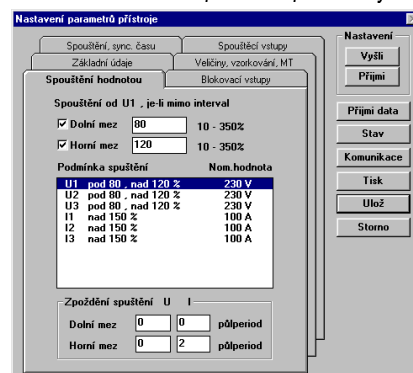 Nastavení parametrů přístroje
Spouštění, sync. času
Spouštěcí vstupy
Základní údaje
Veličiny, vzorkování, MT
Spouštění hodnotou
Blokovací vstupy
Spouštění od U1 , je-li mimo interval
Dolní mez 80 10 - 350%
Horní mez 120 10 - 350%
Podmínka spuštění Nom.hodnota
U1 pod 80 , nad 120 % 230 V
U2 pod 80 , nad 120 % 230 V
U3 pod 80 , nad 120 % 230 V
I1 nad 150 % 100 A
I2 nad 150 % 100 A
I3 nad 150 % 100 A
Zpoždění spuštění U I
Dolní mez 0 0 půlperiod
Horní mez 0 2 půlperiod
Nastavení
Vyšli
Přijmi
Přijmi data
Stav
Komunikace
Tisk
Ulož
Storno